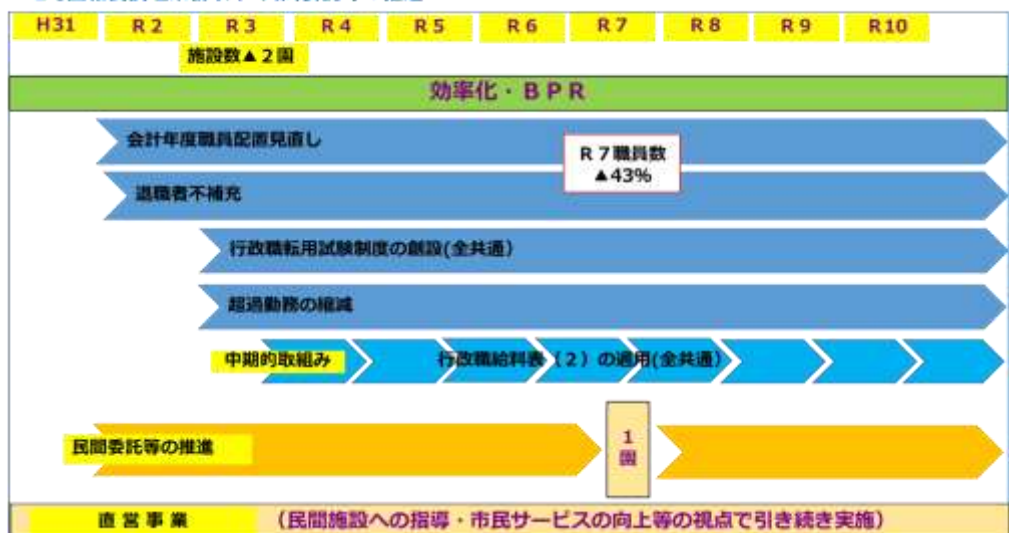 H31 R2 R3 R4 R5 R6 R7 R8 R9 R10
施設数▲2園
効率化・BPR
会計年度職員配置見直し
R7職員数
▲43%
退職者不補充
行政職転用試験制度の創設(全共通)
超過勤務の縮減
中期的取組み 行政職給料表(2)の適用(全共通)
民間委託等の推進
1
園
直営事業 (民間施設への指導・市民サービスの向上等の視点で引き続き実施)